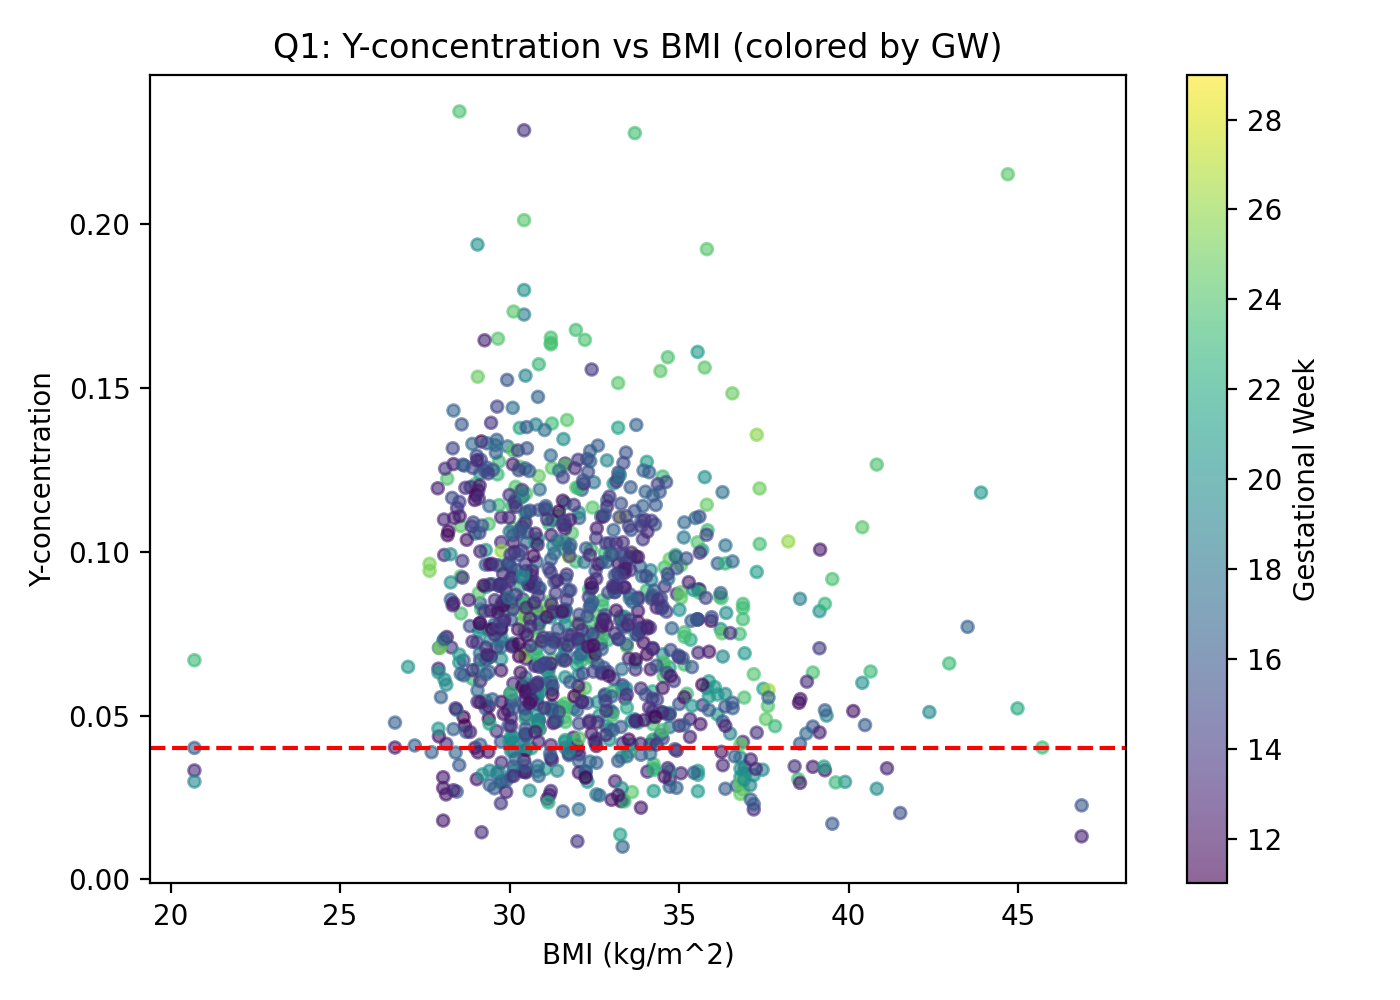 Q1: Y-concentration vs BMI (colored by GW)
Y-concentration
0.20
0.15
0.10
0.05
0.00
20 25 30 35 40 45
BMI (kg/m^2)
28
26
24
22
20
18
16
14
12
Gestational Week